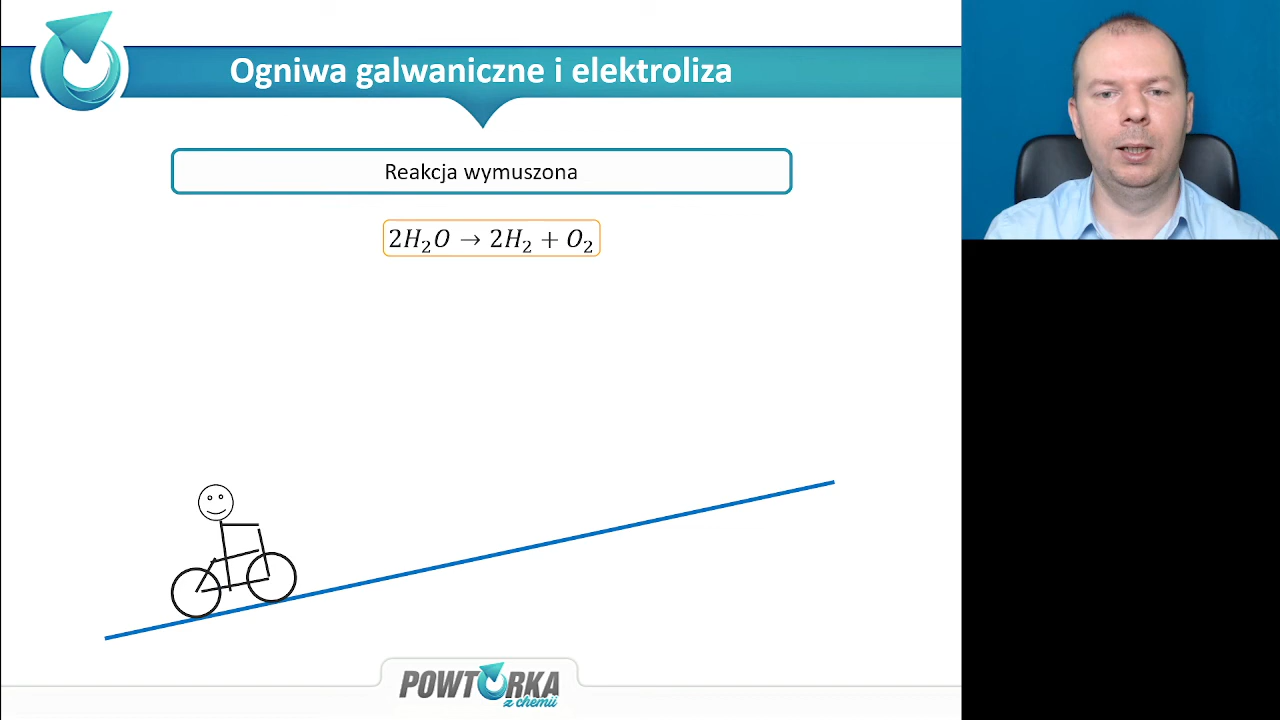 Ogniwa galwaniczne i elektroliza
Reakcja wymuszona
2H₂O → 2H₂ + O₂
POWTÓRKA
z chemii